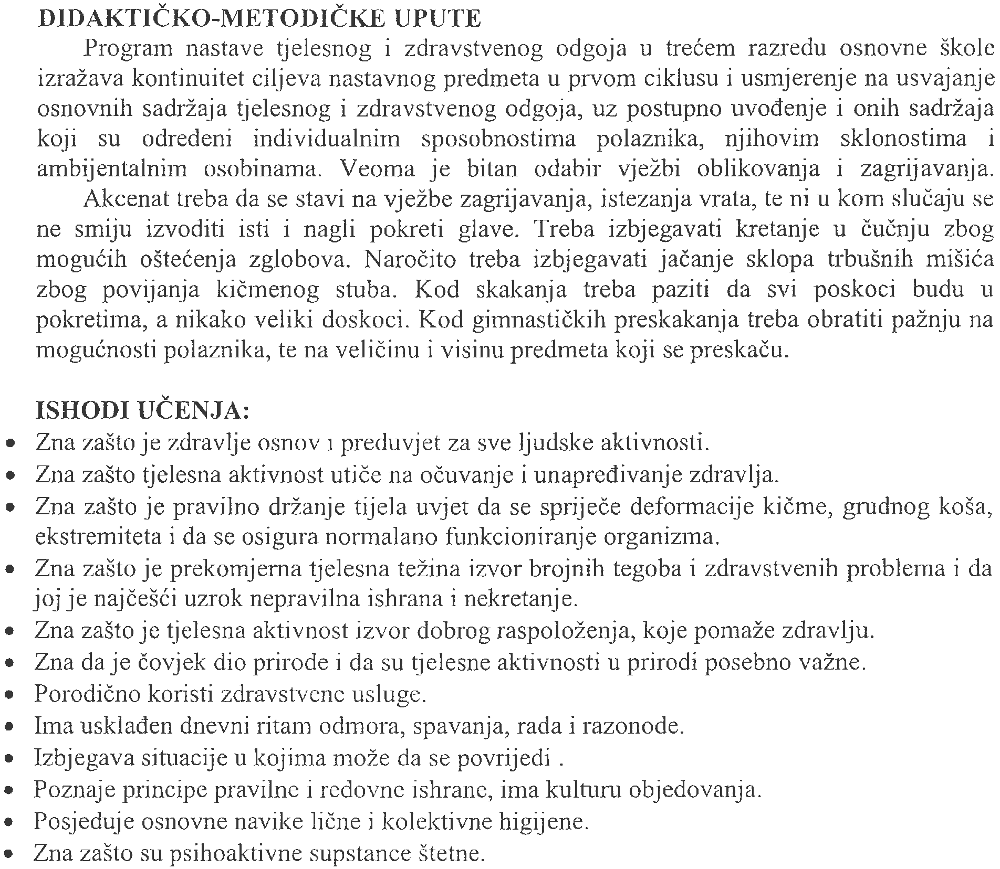 DIDAKTIČKO-METODIČKE UPUTE
Program nastave tjelesnog i zdravstvenog odgoja u trećem razredu osnovne škole
izražava kontinuitet ciljeva nastavnog predmeta u prvom ciklusu i usmjerenje na usvajanje
osnovnih sadržaja tjelesnog i zdravstvenog odgoja, uz postupno uvođenje i onih sadržaja
koji su određeni individualnim sposobnostima polaznika, njihovim sklonostima i
ambijentalnim osobinama. Veoma je bitan odabir vježbi oblikovanja i zagrijavanja.
Akcenat treba da se stavi na vježbe zagrijavanja, istezanja vrata, te ni u kom slučaju se
ne smiju izvoditi isti i nagli pokreti glave. Treba izbjegavati kretanje u čučnju zbog
mogućih oštećenja zglobova. Naročito treba izbjegavati jačanje sklopa trbušnih mišića
zbog povijanja kičmenog stuba. Kod skakanja treba paziti da svi poskoci budu u
pokretima, a nikako veliki doskoci. Kod gimnastičkih preskakanja treba obratiti pažnju na
mogućnosti polaznika, te na veličinu i visinu predmeta koji se preskaču.
ISHODI UČENJA:
• Zna zašto je zdravlje osnov i preduvjet za sve ljudske aktivnosti.
• Zna zašto tjelesna aktivnost utiče na očuvanje i unapređivanje zdravlja.
• Zna zašto je pravilno držanje tijela uvjet da se spriječe deformacije kičme, grudnog koša,
ekstremiteta i da se osigura normalano funkcioniranje organizma.
• Zna zašto je prekomjerna tjelesna težina izvor brojnih tegoba i zdravstvenih problema i da
joj je najčešći uzrok nepravilna ishrana i nekretanje.
• Zna zašto je tjelesna aktivnost izvor dobrog raspoloženja, koje pomaže zdravlju.
• Zna da je čovjek dio prirode i da su tjelesne aktivnosti u prirodi posebno važne.
• Porodično koristi zdravstvene usluge.
• Ima usklađen dnevni ritam odmora, spavanja, rada i razonode.
• Izbjegava situacije u kojima može da se povrijedi .
• Poznaje principe pravilne i redovne ishrane, ima kulturu objedovanja.
• Posjeduje osnovne navike lične i kolektivne higijene.
• Zna zašto su psihoaktivne supstance štetne.